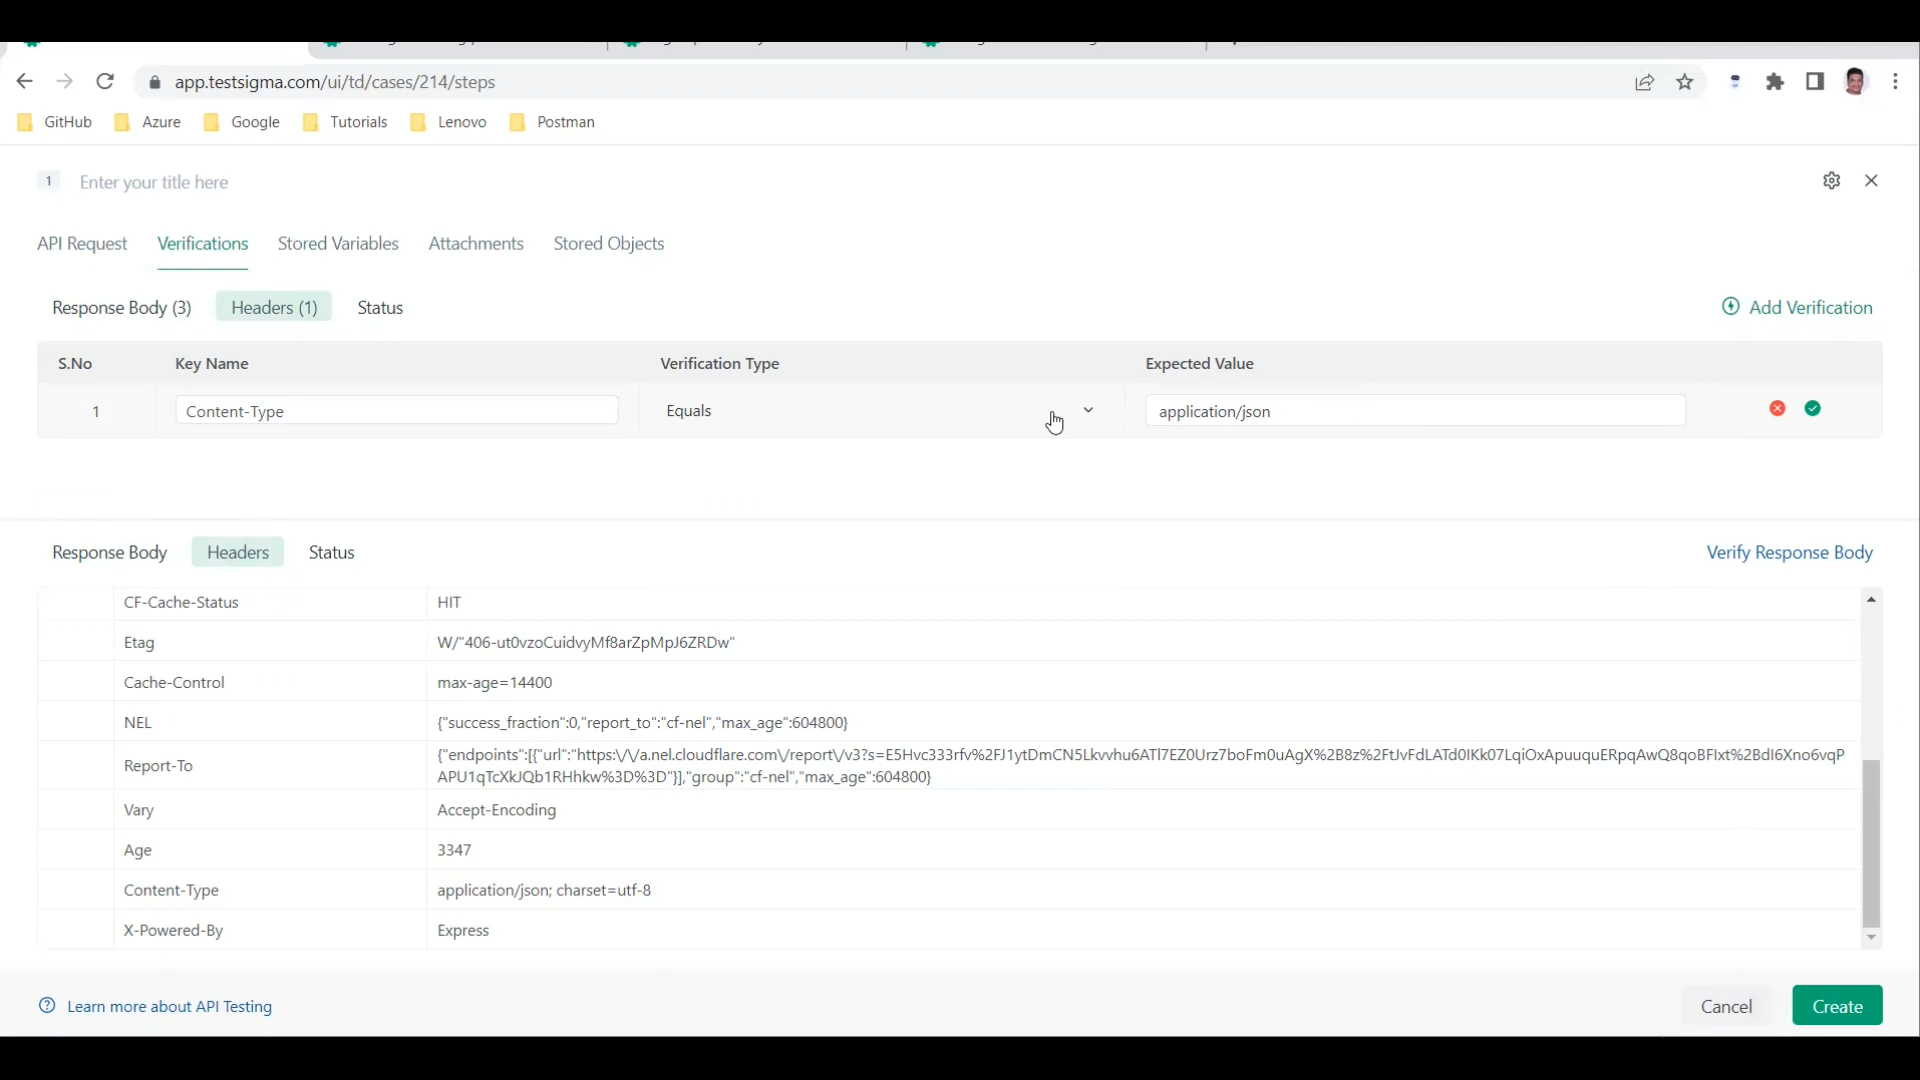 app.testsigma.com/ui/td/cases/214/steps
GitHub Azure Google Tutorials Lenovo Postman
1 Enter your title here
API Request Verifications Stored Variables Attachments Stored Objects
Response Body (3) Headers (1) Status Add Verification
S.No Key Name Verification Type Expected Value
1 Content-Type Equals application/json
Response Body Headers Status Verify Response Body
CF-Cache-Status HIT
Etag W/"406-ut0vzoCuidvyMf8arZpMpJ6ZRDw"
Cache-Control max-age=14400
NEL {"success_fraction":0,"report_to":"cf-nel","max_age":604800}
Report-To {"endpoints":[{"url":"https:\/\/a.nel.cloudflare.com\/report\/v3?s=E5Hvc333rfv%2FJ1ytDmCN5Lkvvhu6ATl7EZ0Urz7boFm0uAgX%2B8z%2FtJvFdLATd0IKk07LqiOxApuuquERpqAwQ8qoBFIxt%2BdI6Xno6vqP
APU1qTcXkJQb1RHhkw%3D%3D"}],"group":"cf-nel","max_age":604800}
Vary Accept-Encoding
Age 3347
Content-Type application/json; charset=utf-8
X-Powered-By Express
Learn more about API Testing Cancel Create